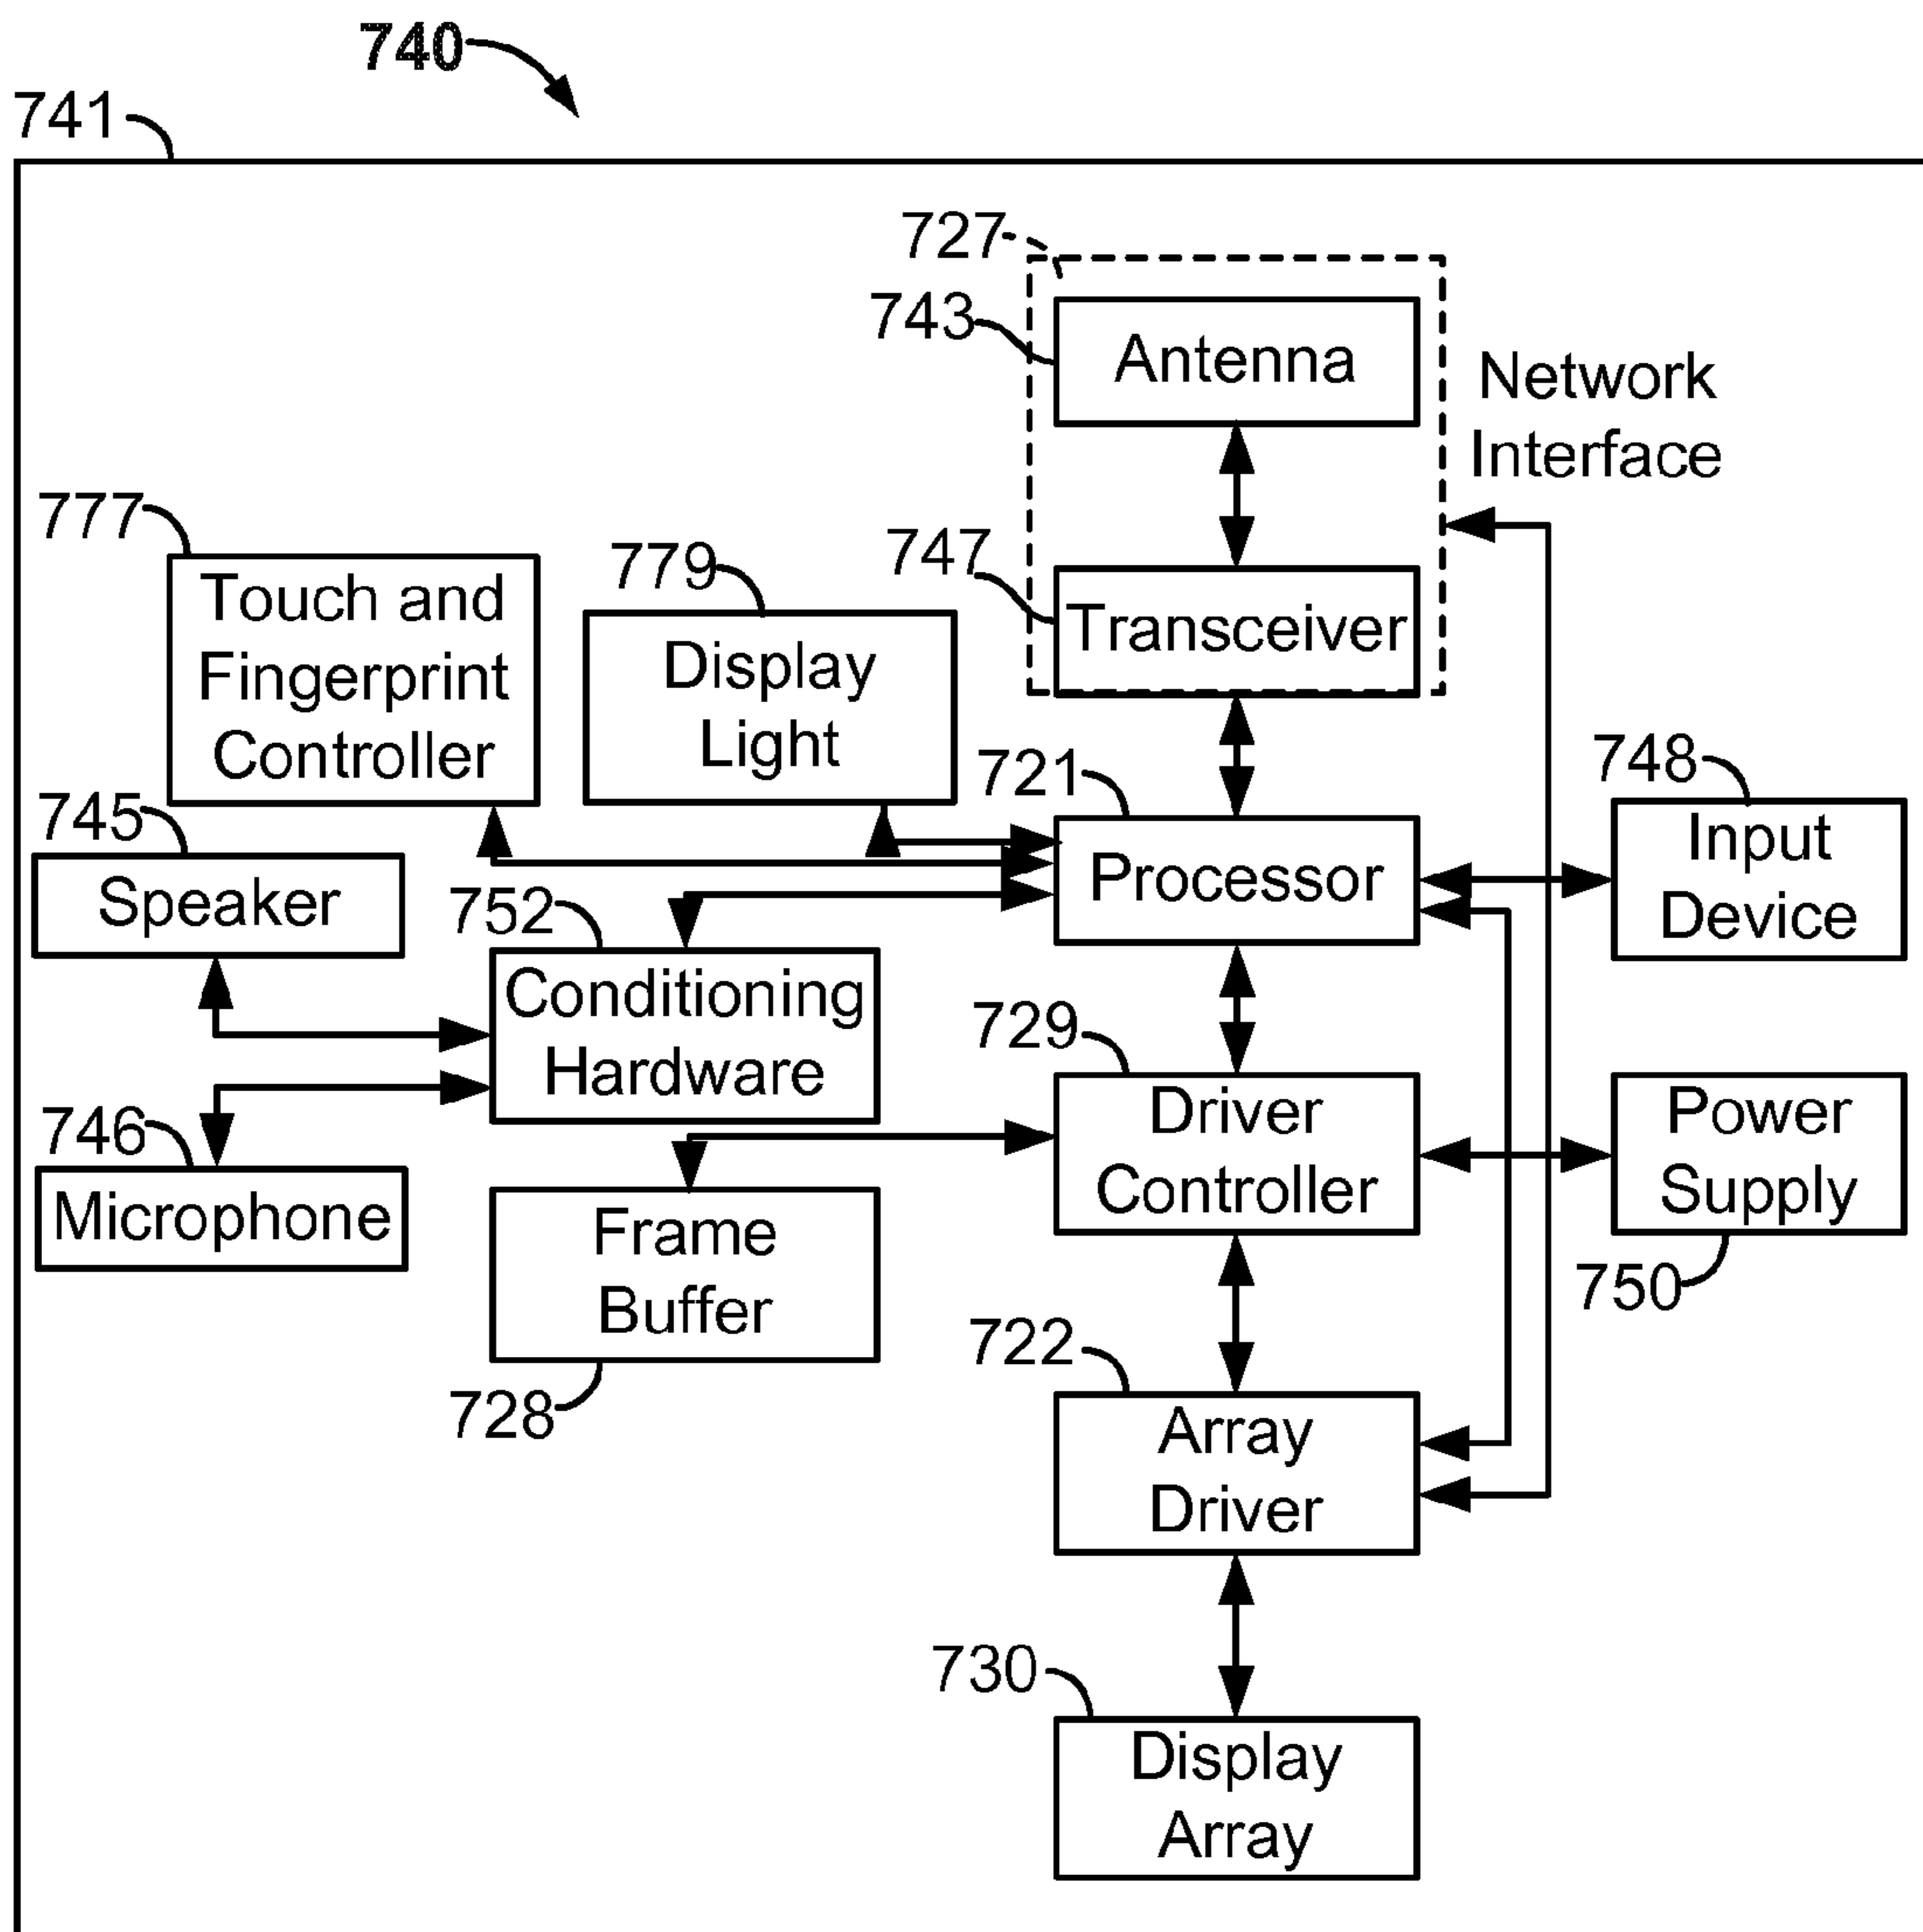 740
741
727
743
Antenna
Network
Interface
777
Touch and
Fingerprint
Controller
779
Display
Light
747
Transceiver
721
Processor
748
Input
Device
745
Speaker
752
Conditioning
Hardware
746
Microphone
729
Driver
Controller
Power
Supply
750
Frame
Buffer
728
722
Array
Driver
730
Display
Array